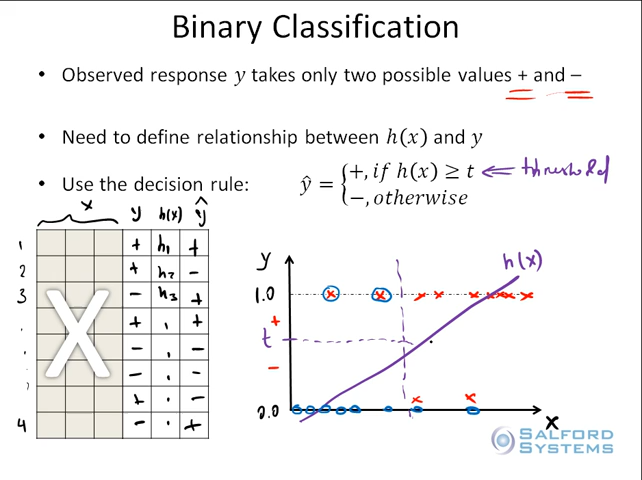 Binary Classification
• Observed response y takes only two possible values + and –
• Need to define relationship between h(x) and y
• Use the decision rule: ŷ = { +, if h(x) ≥ t ⇐ threshold
–, otherwise
x y h(x) ŷ
1 + h₁ +
2 + h₂ –
3 – h₃ +
. + . +
. – . –
. – . –
+ . –
4 – . +
X
y
h(x)
1.0
+
t
–
0.0
x
SALFORD
SYSTEMS